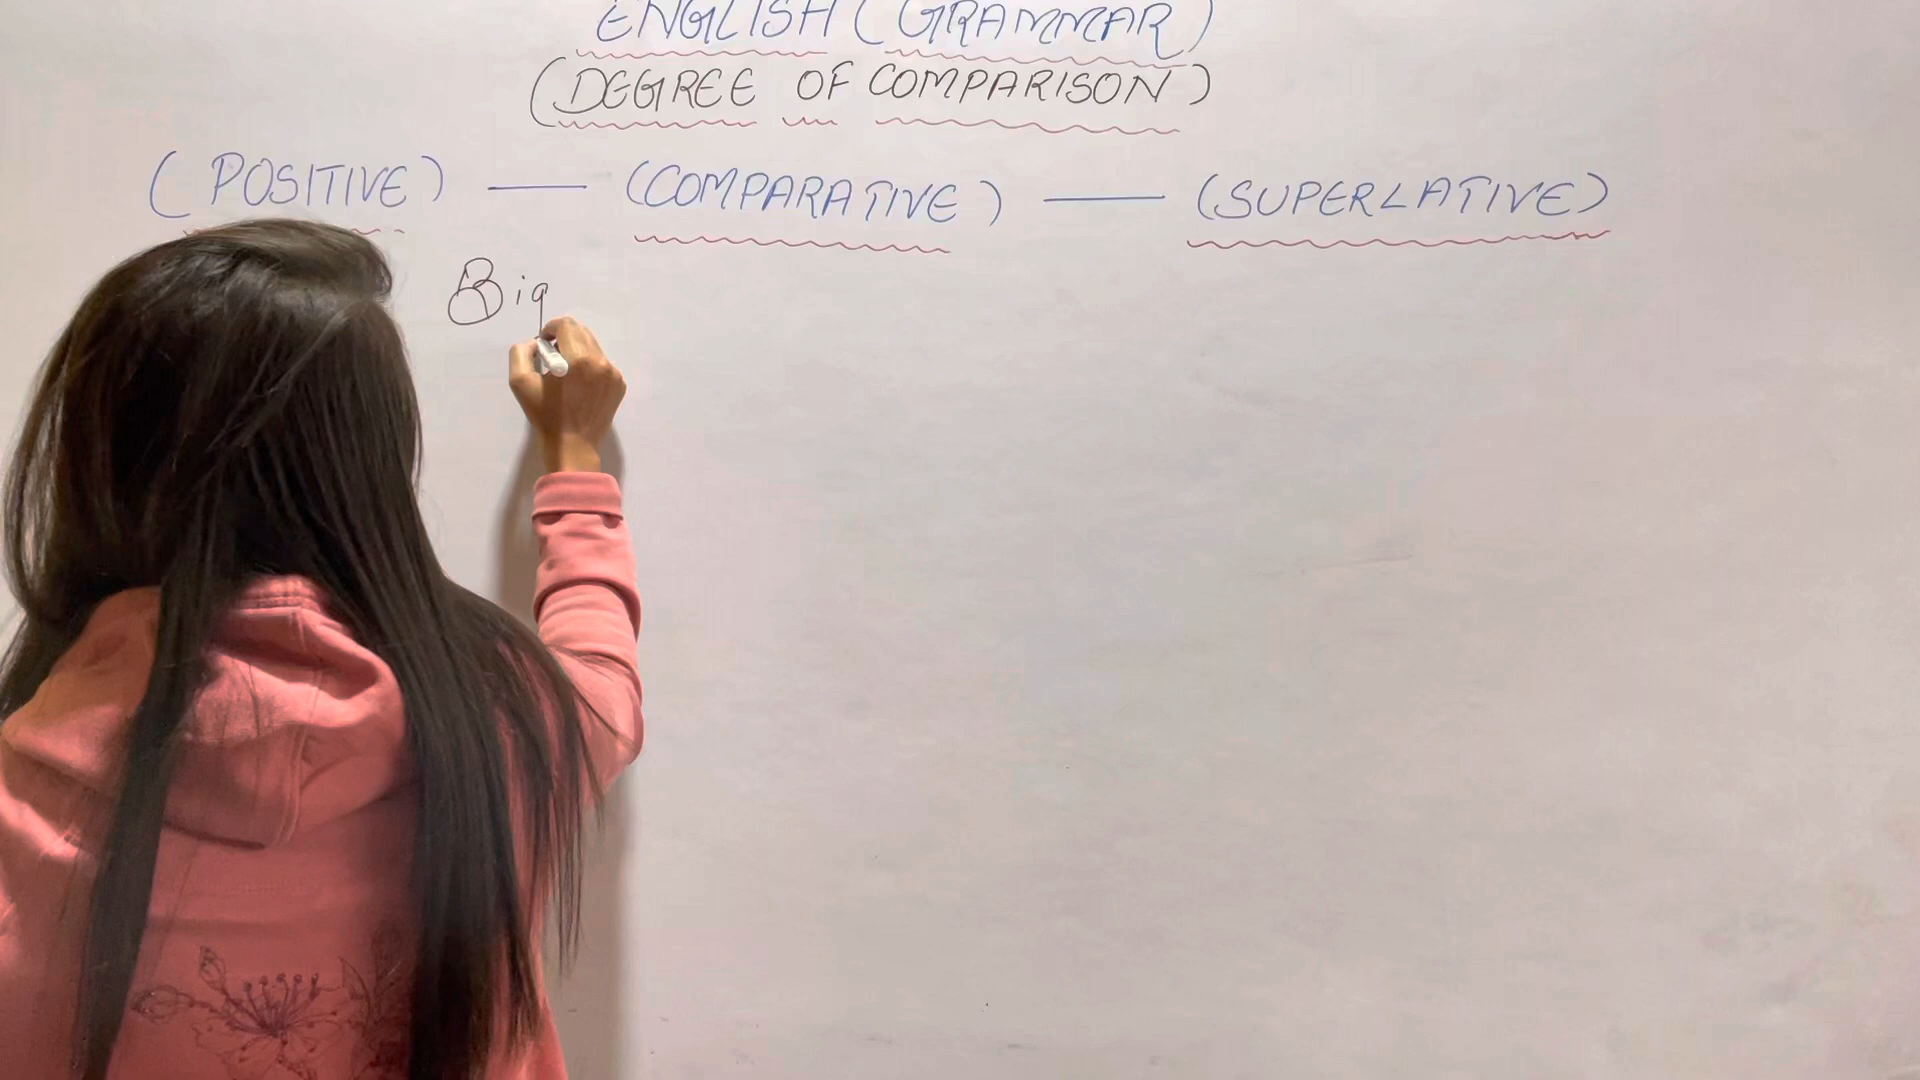 ENGLISH (GRAMMAR)
(DEGREE OF COMPARISON)
(POSITIVE) — (COMPARATIVE) — (SUPERLATIVE)
Big